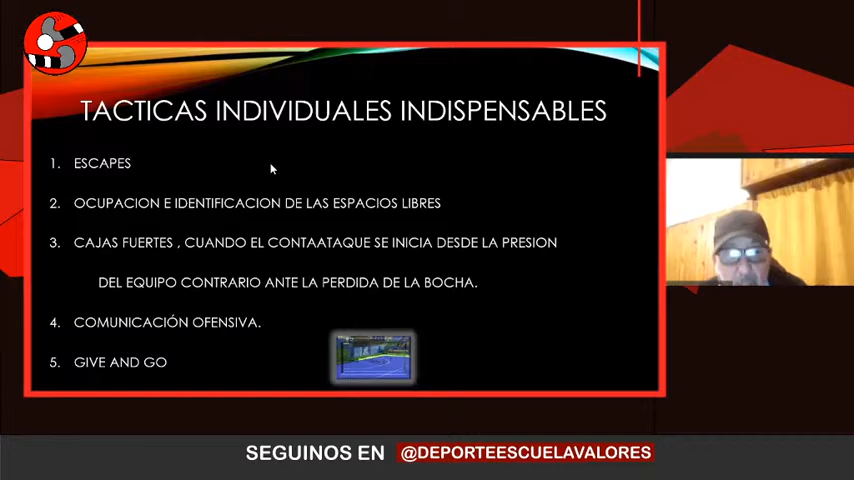 TACTICAS INDIVIDUALES INDISPENSABLES
1. ESCAPES
2. OCUPACION E IDENTIFICACION DE LAS ESPACIOS LIBRES
3. CAJAS FUERTES , CUANDO EL CONTAATAQUE SE INICIA DESDE LA PRESION
DEL EQUIPO CONTRARIO ANTE LA PERDIDA DE LA BOCHA.
4. COMUNICACIÓN OFENSIVA.
5. GIVE AND GO
SEGUINOS EN @DEPORTEESCUELAVALORES